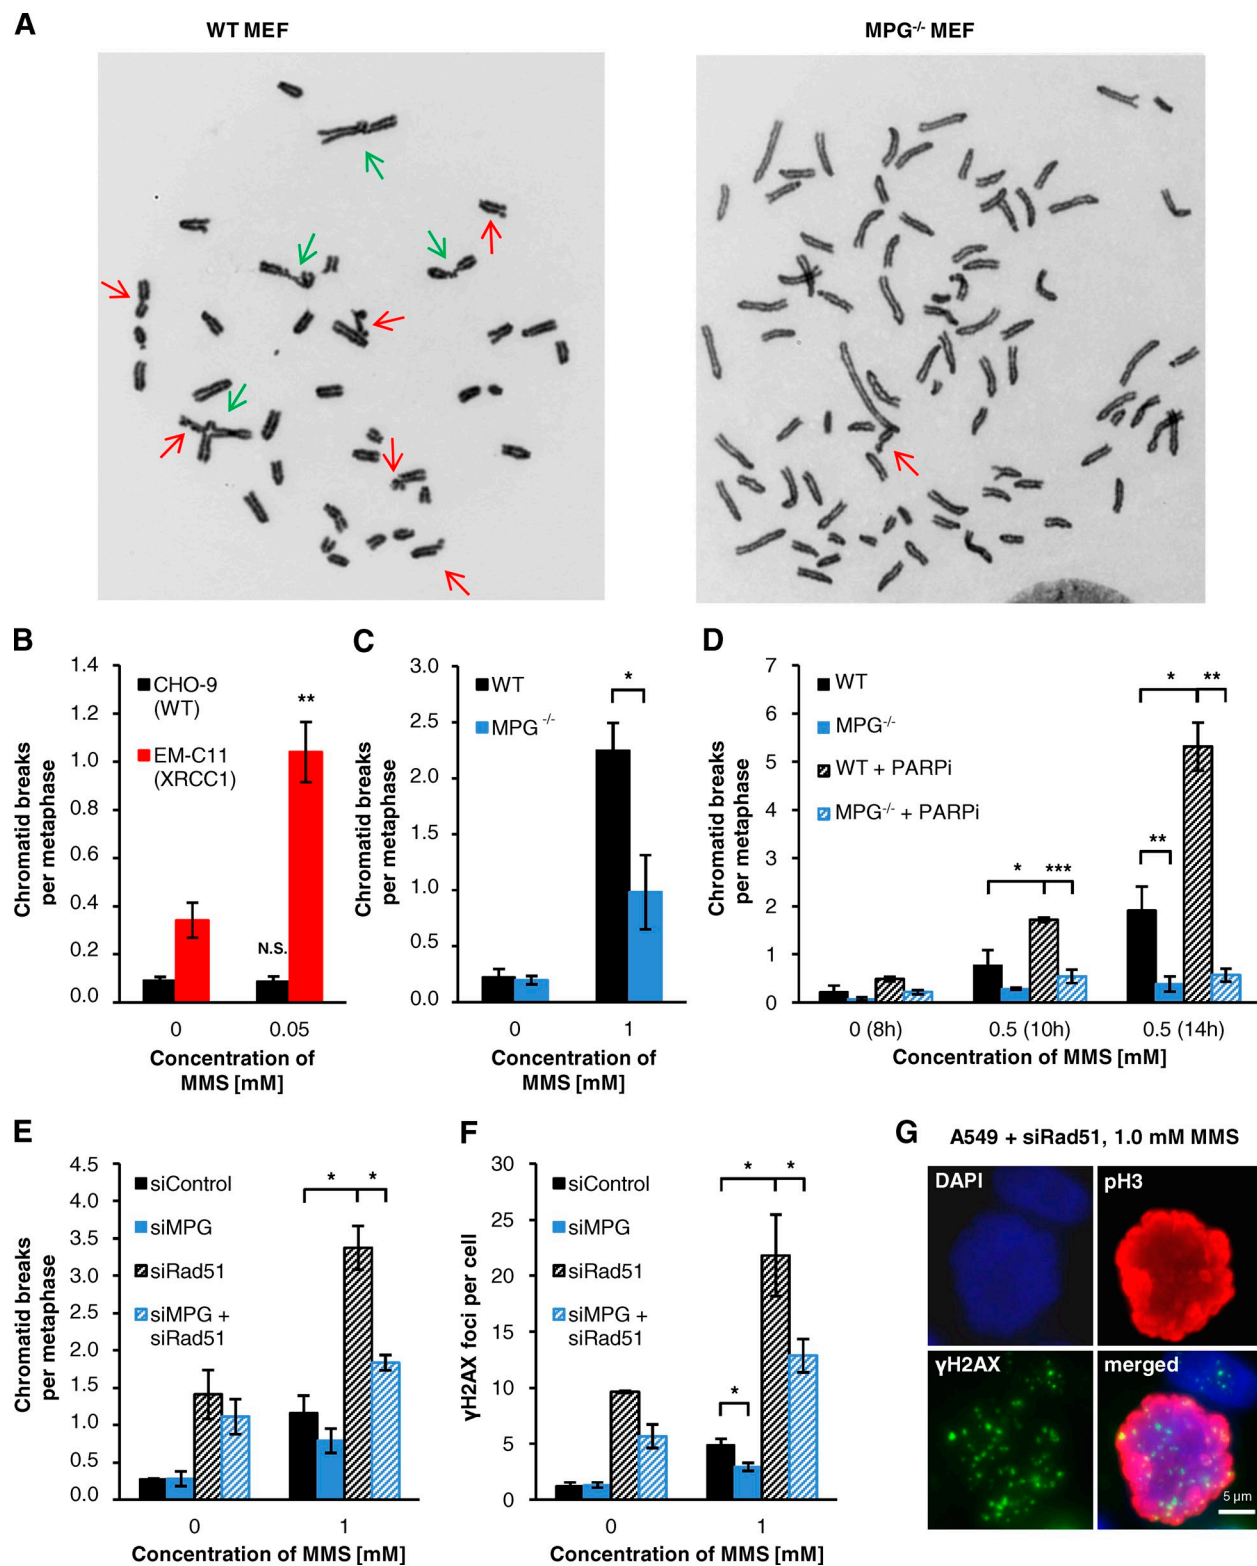 A
WT MEF
MPG-/- MEF
B
1.4
1.2
1.0
0.8
0.6
0.4
0.2
0.0
Chromatid breaks
per metaphase
CHO-9
(WT)
EM-C11
(XRCC1)
**
N.S.
0
0.05
Concentration of
MMS [mM]
C
3.0
2.5
2.0
1.5
1.0
0.5
0.0
Chromatid breaks
per metaphase
WT
MPG -/-
*
0
1
Concentration of
MMS [mM]
D
7
6
5
4
3
2
1
0
Chromatid breaks
per metaphase
WT
MPG-/-
WT + PARPi
MPG-/- + PARPi
* ***
**
* **
0 (8h)
0.5 (10h)
0.5 (14h)
Concentration of MMS [mM]
E
4.5
4.0
3.5
3.0
2.5
2.0
1.5
1.0
0.5
0.0
Chromatid breaks
per metaphase
siControl
siMPG
siRad51
siMPG +
siRad51
* *
0
1
Concentration of MMS [mM]
F
30
25
20
15
10
5
0
γH2AX foci per cell
siControl
siMPG
siRad51
siMPG +
siRad51
* *
*
0
1
Concentration of MMS [mM]
G
A549 + siRad51, 1.0 mM MMS
DAPI
pH3
γH2AX
merged
5 µm